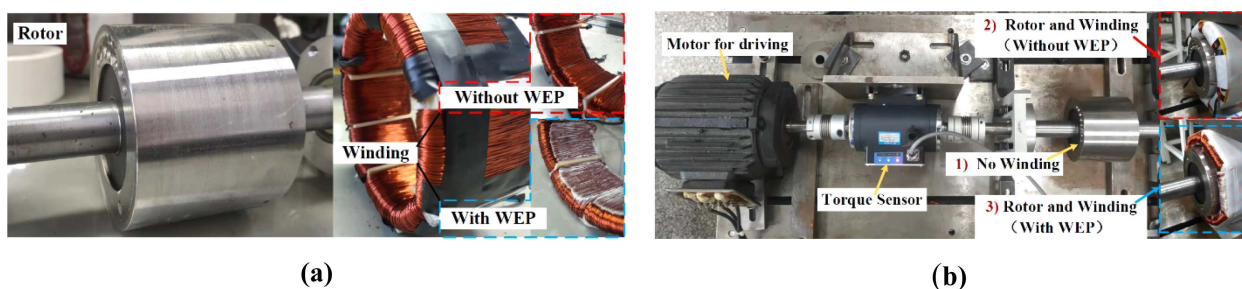 Rotor
Without WEP
Winding
With WEP
(a)
Motor for driving
2) Rotor and Winding
（Without WEP）
1) No Winding
Torque Sensor
3) Rotor and Winding
（With WEP）
(b)